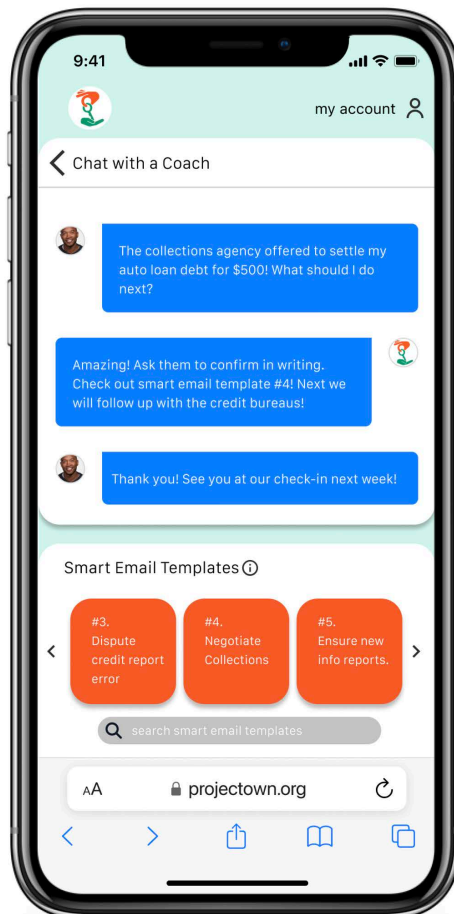 9:41
my account
Chat with a Coach
The collections agency offered to settle my
auto loan debt for $500! What should I do
next?
Amazing! Ask them to confirm in writing.
Check out smart email template #4! Next we
will follow up with the credit bureaus!
Thank you! See you at our check-in next week!
Smart Email Templates
#3.
Dispute
credit report
error
#4.
Negotiate
Collections
#5.
Ensure new
info reports.
search smart email templates
AA
projectown.org